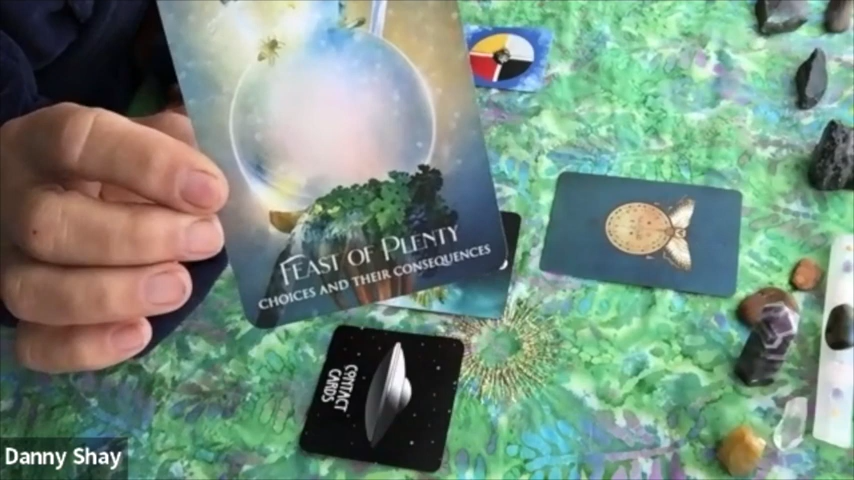 FEAST OF PLENTY
CHOICES AND THEIR CONSEQUENCES
CONTACT
CARDS
Danny Shay